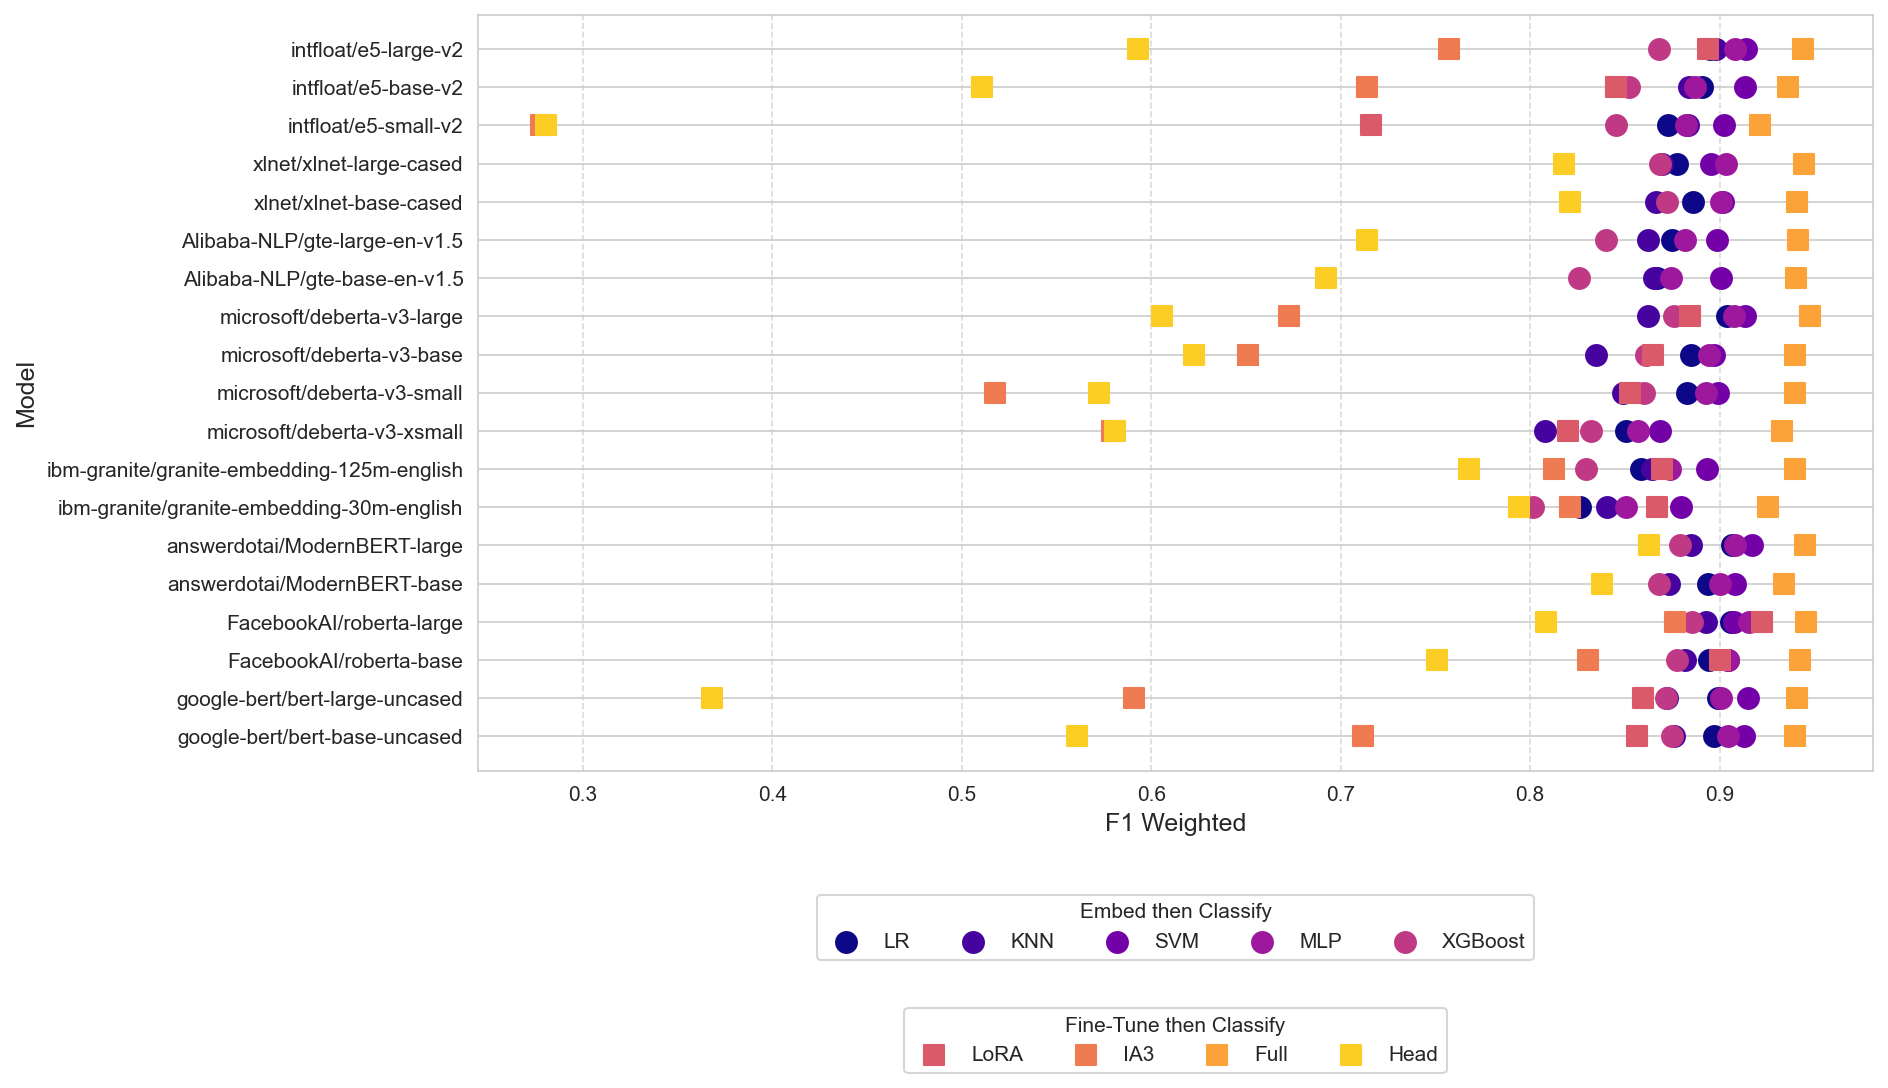 Model
intfloat/e5-large-v2
intfloat/e5-base-v2
intfloat/e5-small-v2
xlnet/xlnet-large-cased
xlnet/xlnet-base-cased
Alibaba-NLP/gte-large-en-v1.5
Alibaba-NLP/gte-base-en-v1.5
microsoft/deberta-v3-large
microsoft/deberta-v3-base
microsoft/deberta-v3-small
microsoft/deberta-v3-xsmall
ibm-granite/granite-embedding-125m-english
ibm-granite/granite-embedding-30m-english
answerdotai/ModernBERT-large
answerdotai/ModernBERT-base
FacebookAI/roberta-large
FacebookAI/roberta-base
google-bert/bert-large-uncased
google-bert/bert-base-uncased
0.3 0.4 0.5 0.6 0.7 0.8 0.9
F1 Weighted
Embed then Classify
LR KNN SVM MLP XGBoost
Fine-Tune then Classify
LoRA IA3 Full Head